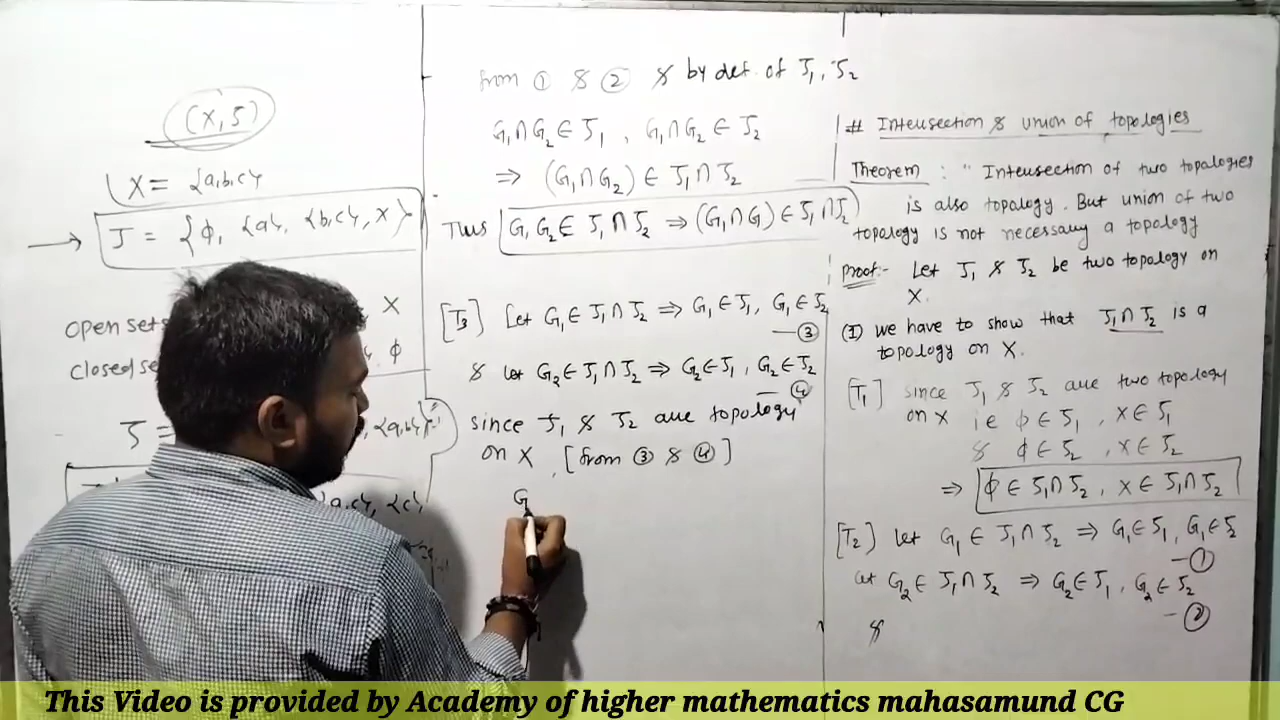 (X, J)
X = {a,b,c}
J = {ϕ, {a}, {b,c}, X}
open sets
X
closed se
ϕ
J =
, {a,b}
{a,c}, {c},
from ① & ② & by def. of J₁, J₂
G₁∩G₂ ∈ J₁ , G₁∩G₂ ∈ J₂
⇒ (G₁∩G₂) ∈ J₁∩J₂
Thus G₁ G₂ ∈ J₁∩J₂ ⇒ (G₁∩G) ∈ J₁∩J₂
[T₃] Let G₁ ∈ J₁∩J₂ ⇒ G₁ ∈ J₁, G₁ ∈ J₂
— ③
& let G₂ ∈ J₁∩J₂ ⇒ G₂ ∈ J₁, G₂ ∈ J₂
— ④
since J₁ & J₂ are topology
on X , [from ③ & ④]
G
# Intersection & union of topologies
Theorem : " Intersection of two topalogies
is also topology. But union of two
topalogy is not necessary a topology
Proof:- Let J₁ & J₂ be two topalogy on
X.
(I) we have to show that J₁∩J₂ is a
topalogy on X.
[T₁] since J₁ & J₂ are two topology
on X ie ϕ ∈ J₁ , X ∈ J₁
& ϕ ∈ J₂ , X ∈ J₂
⇒ ϕ ∈ J₁∩J₂ , X ∈ J₁∩J₂
[T₂] let G₁ ∈ J₁∩J₂ ⇒ G₁ ∈ J₁, G₁ ∈ J₂
— ①
let G₂ ∈ J₁∩J₂ ⇒ G₂ ∈ J₁, G₂ ∈ J₂
— ②
&
This Video is provided by Academy of higher mathematics mahasamund CG